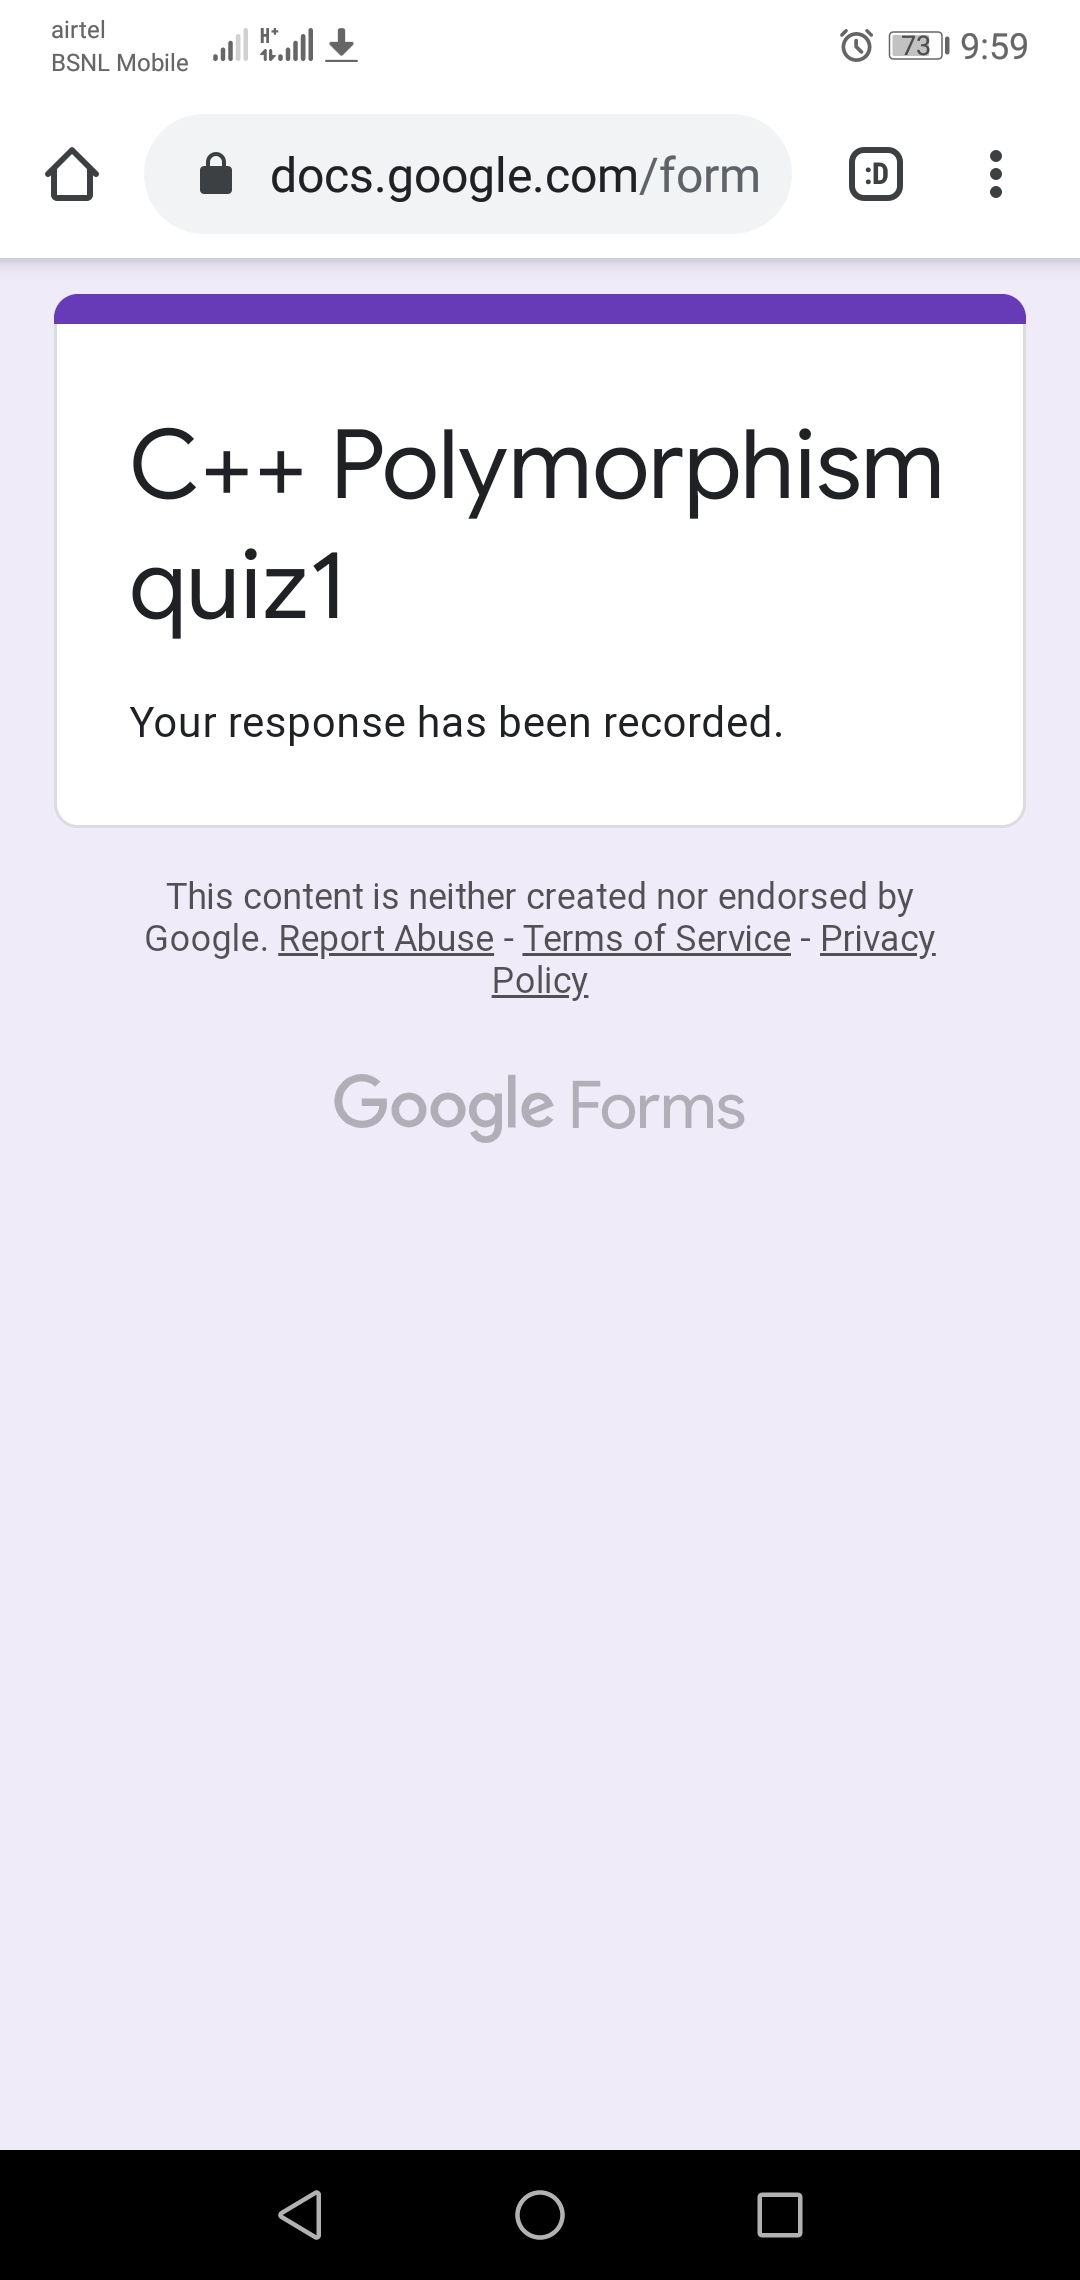 airtel
BSNL Mobile
H+
73
9:59
docs.google.com/form
:D
C++ Polymorphism
quiz1
Your response has been recorded.
This content is neither created nor endorsed by
Google. Report Abuse - Terms of Service - Privacy
Policy
Google Forms